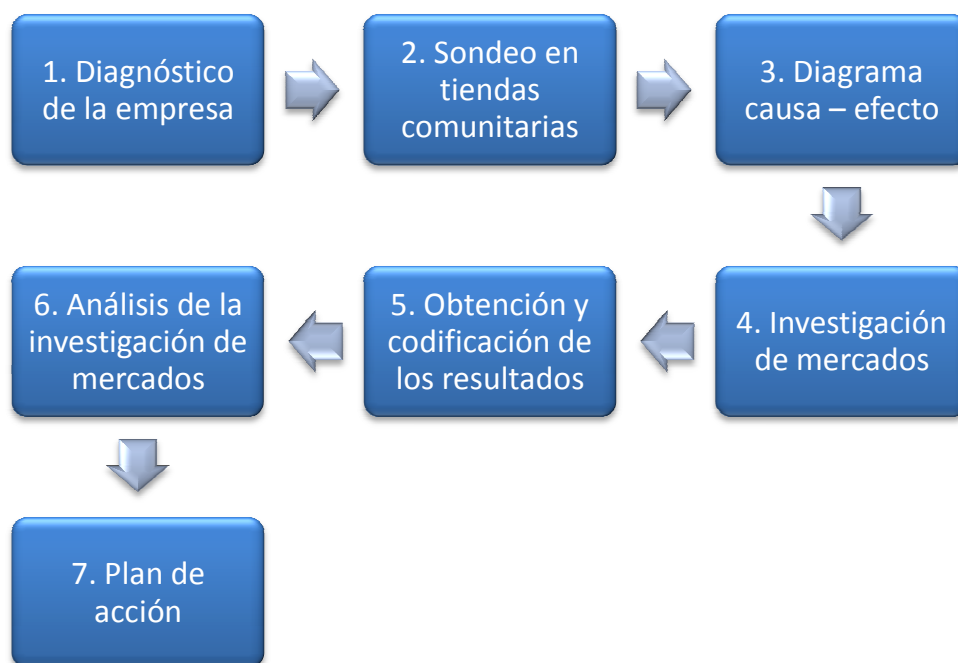 1. Diagnóstico
de la empresa
2. Sondeo en
tiendas
comunitarias
3. Diagrama
causa – efecto
4. Investigación
de mercados
5. Obtención y
codificación de
los resultados
6. Análisis de la
investigación de
mercados
7. Plan de
acción